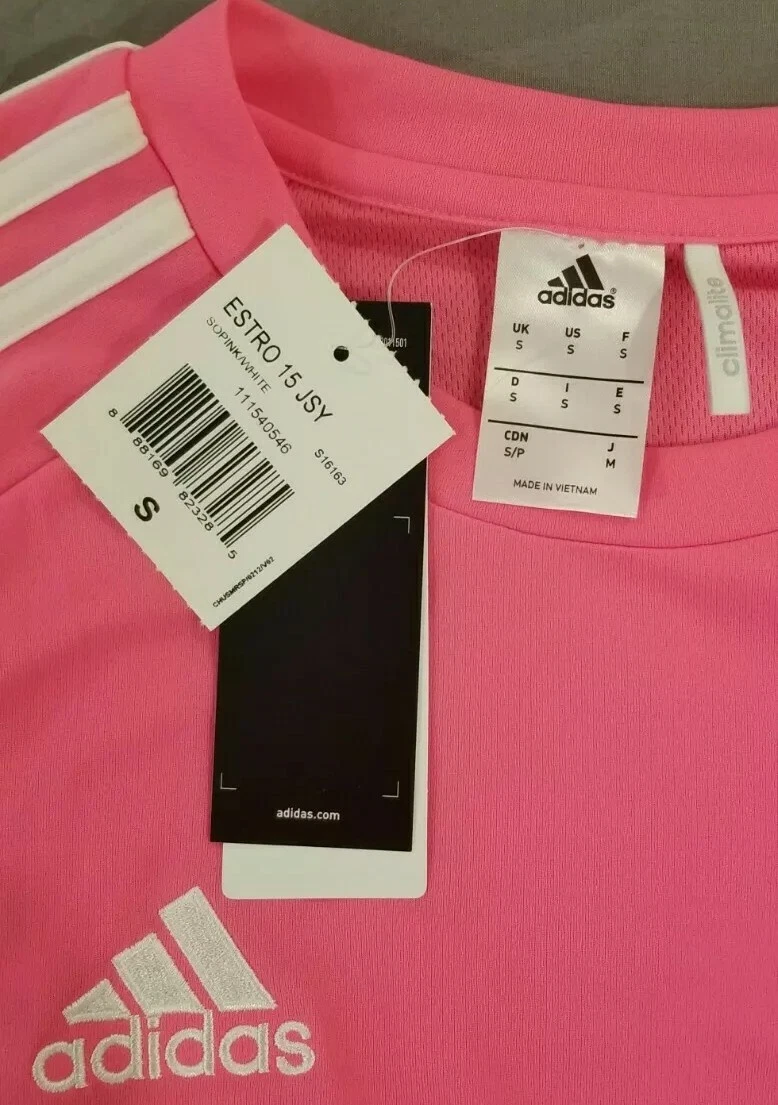 ESTRO 15 JSY
SOPINK/WHITE
111540546
S16163
8 88169 82328 5
S
adidas.com
adidas®
UK US F
S S S
D I E
S S S
CDN J
S/P M
MADE IN VIETNAM
climalite
adidas